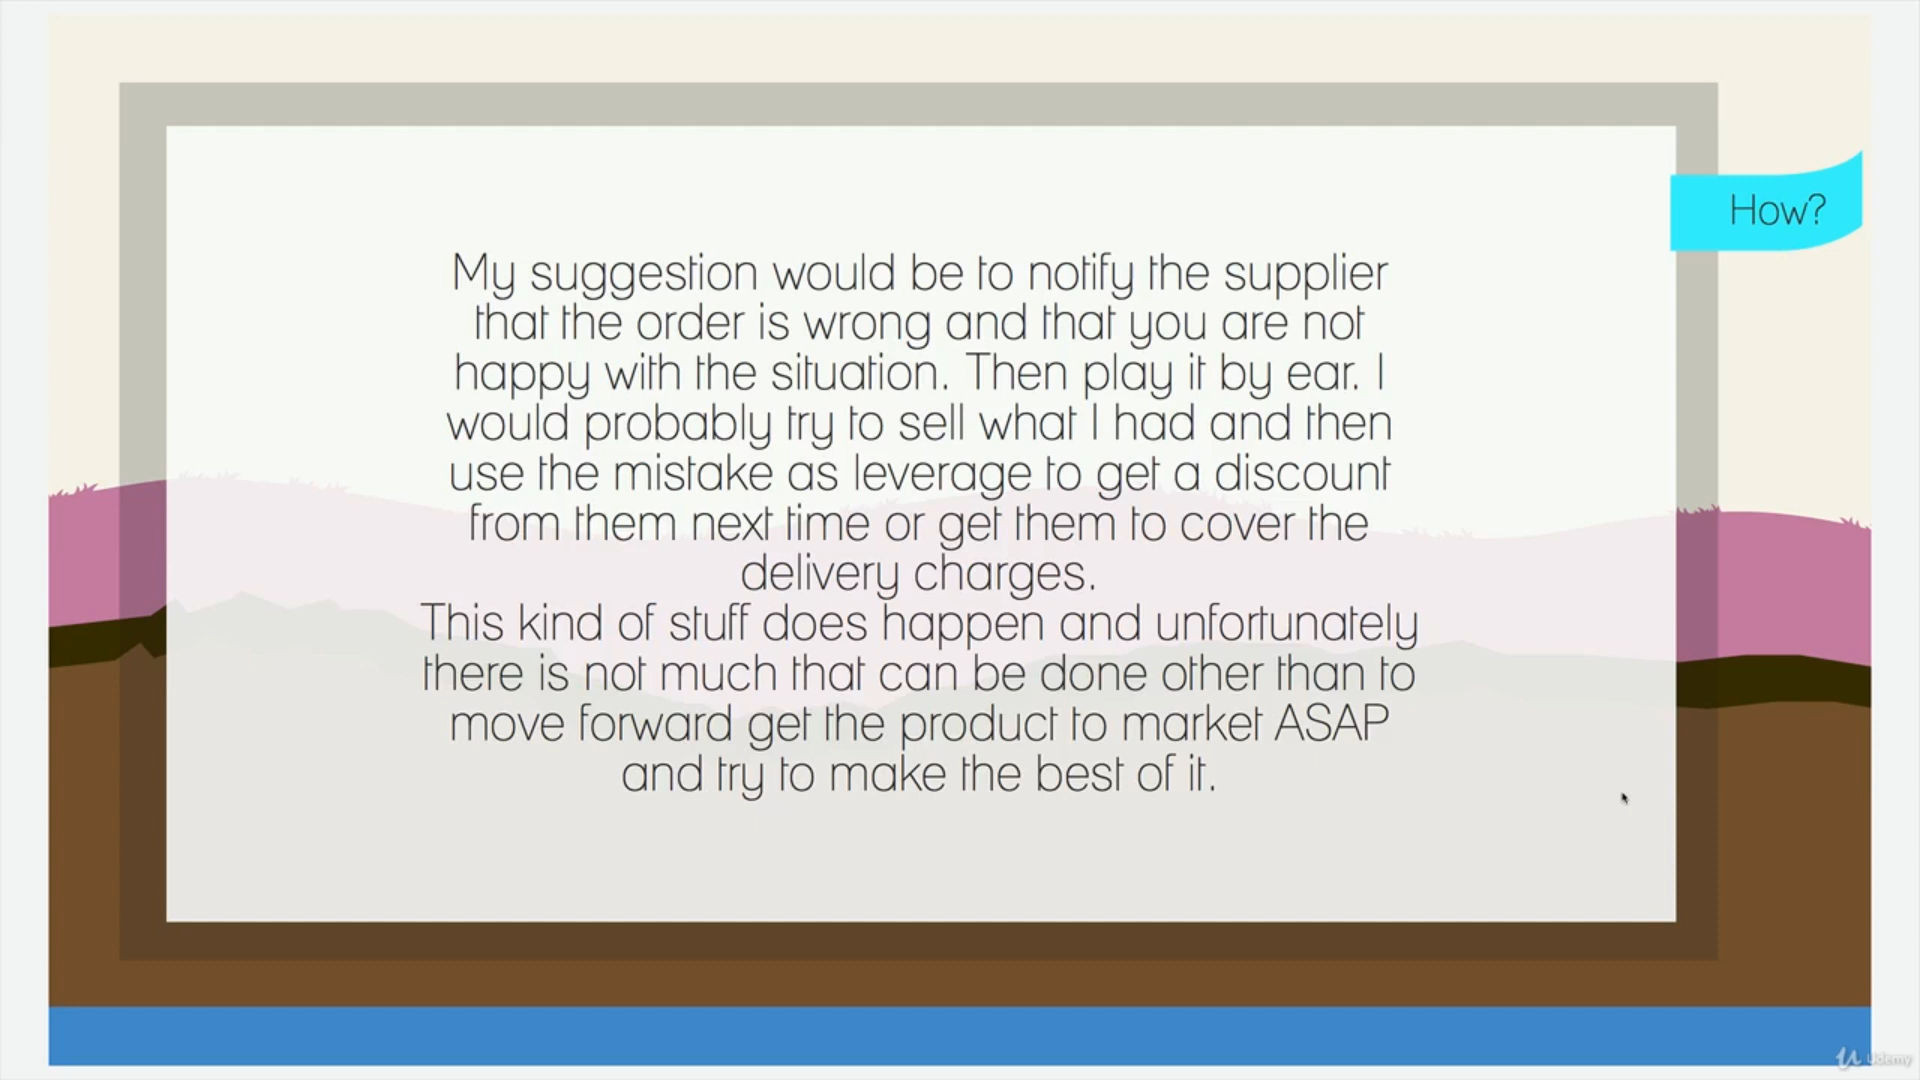 How?
My suggestion would be to notify the supplier
that the order is wrong and that you are not
happy with the situation. Then play it by ear. I
would probably try to sell what I had and then
use the mistake as leverage to get a discount
from them next time or get them to cover the
delivery charges.
This kind of stuff does happen and unfortunately
there is not much that can be done other than to
move forward get the product to market ASAP
and try to make the best of it.
Udemy